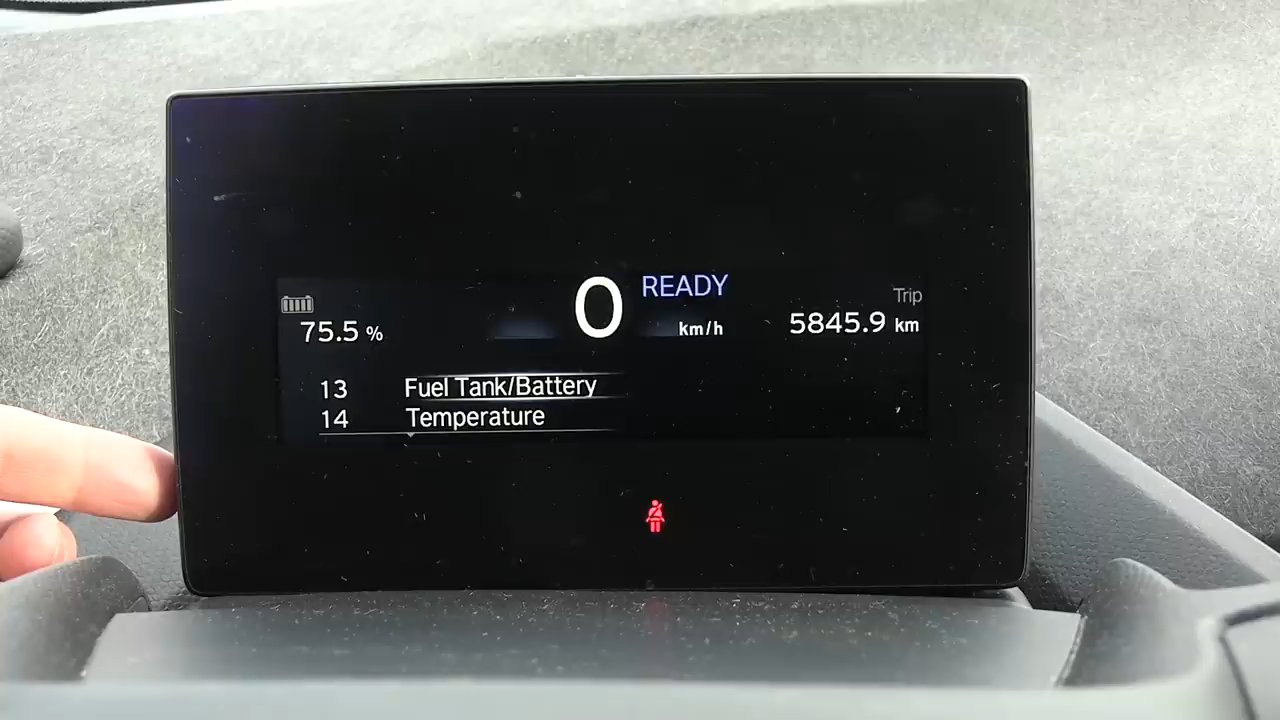 READY
Trip
75.5 %
0 km/h
5845.9 km
13 Fuel Tank/Battery
14 Temperature